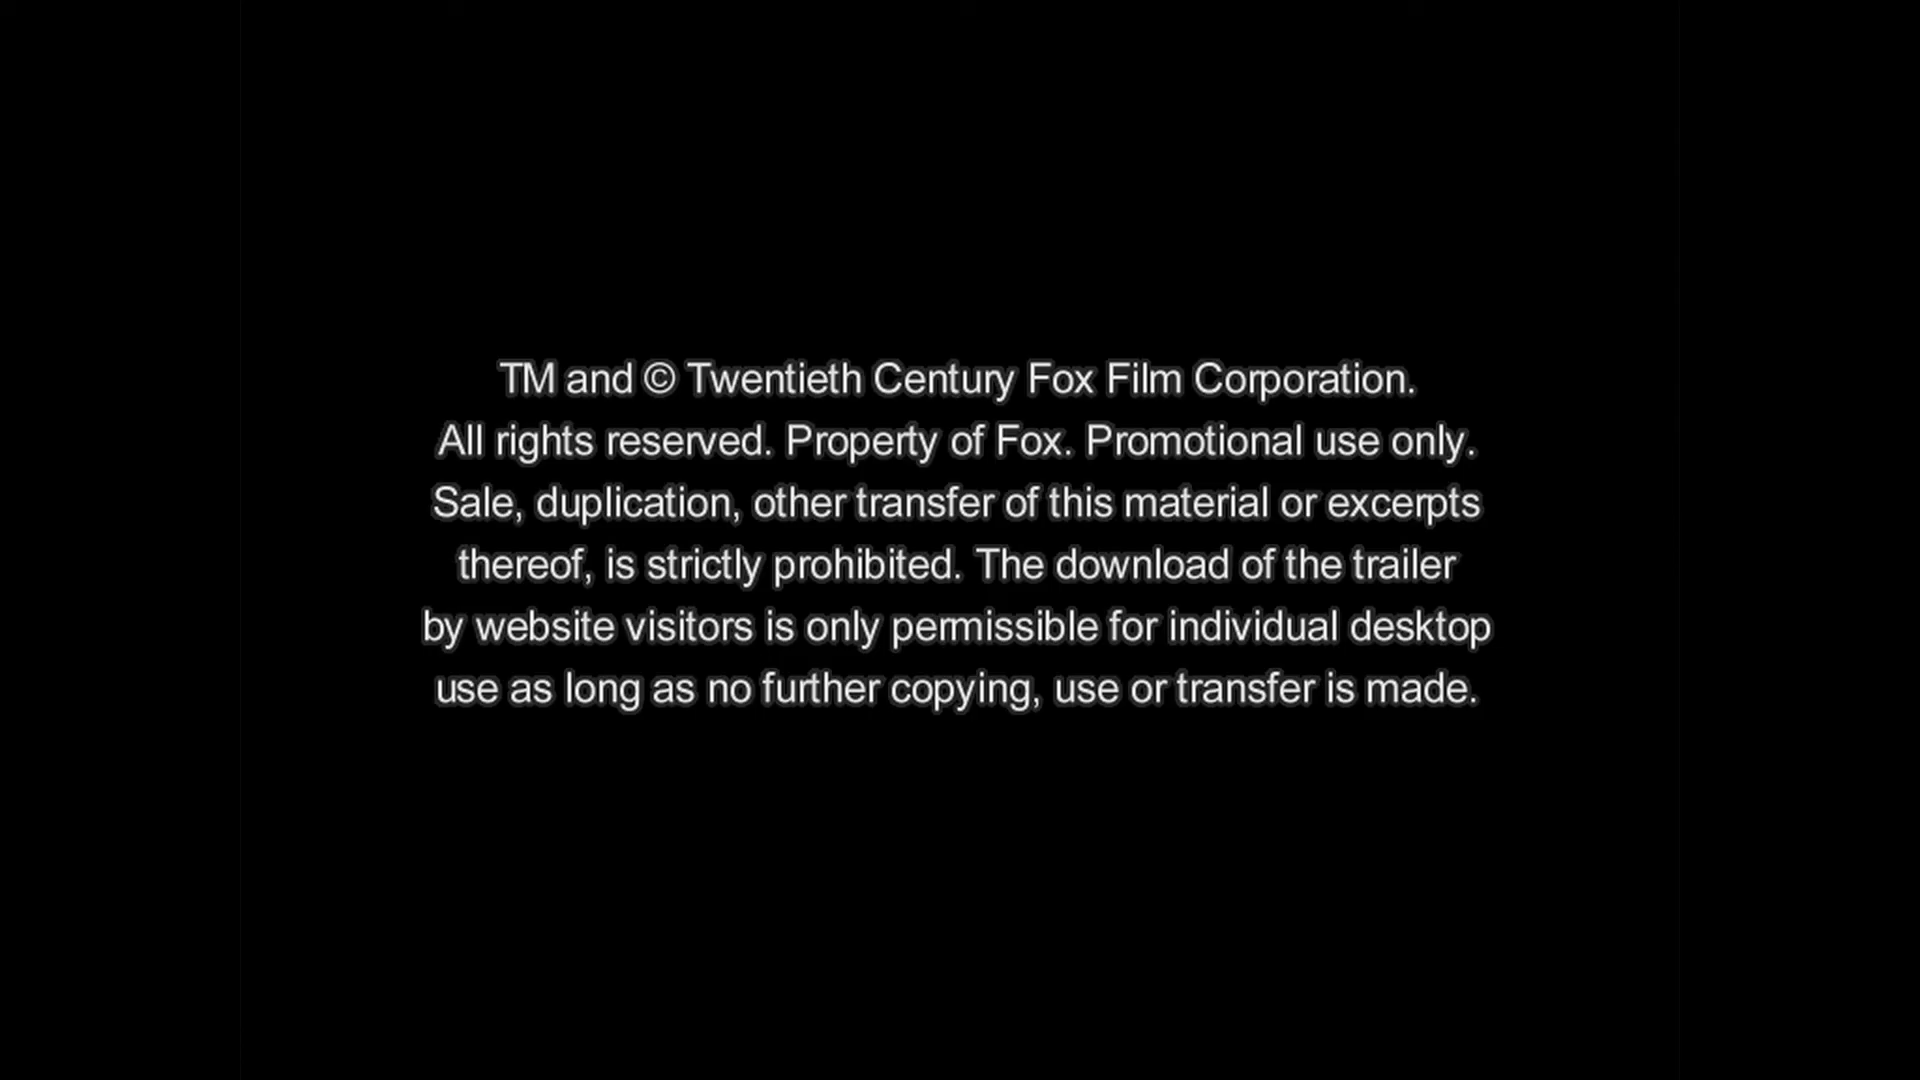 TM and © Twentieth Century Fox Film Corporation.
All rights reserved. Property of Fox. Promotional use only.
Sale, duplication, other transfer of this material or excerpts
thereof, is strictly prohibited. The download of the trailer
by website visitors is only permissible for individual desktop
use as long as no further copying, use or transfer is made.